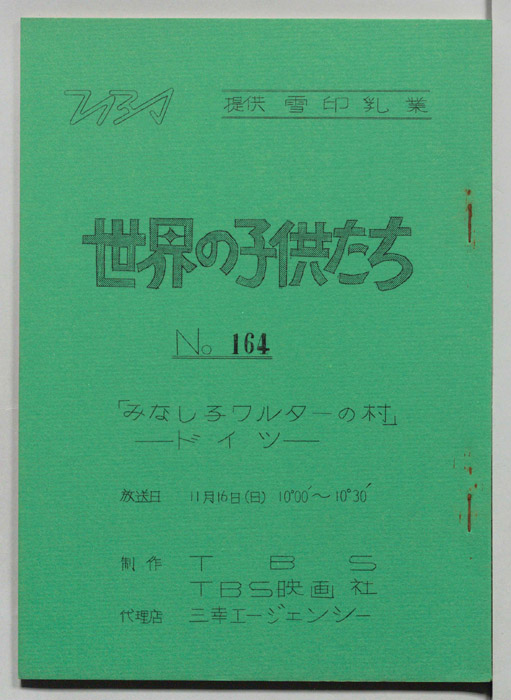 TBS
提供 雪印乳業
世界の子供たち
No. 164
「みなし子ワルターの村」
―ドイツ―
放送日 11月16日(日) 10°00′～10°30′
制作 TBS
TBS映画社
代理店 三幸エージェンシー